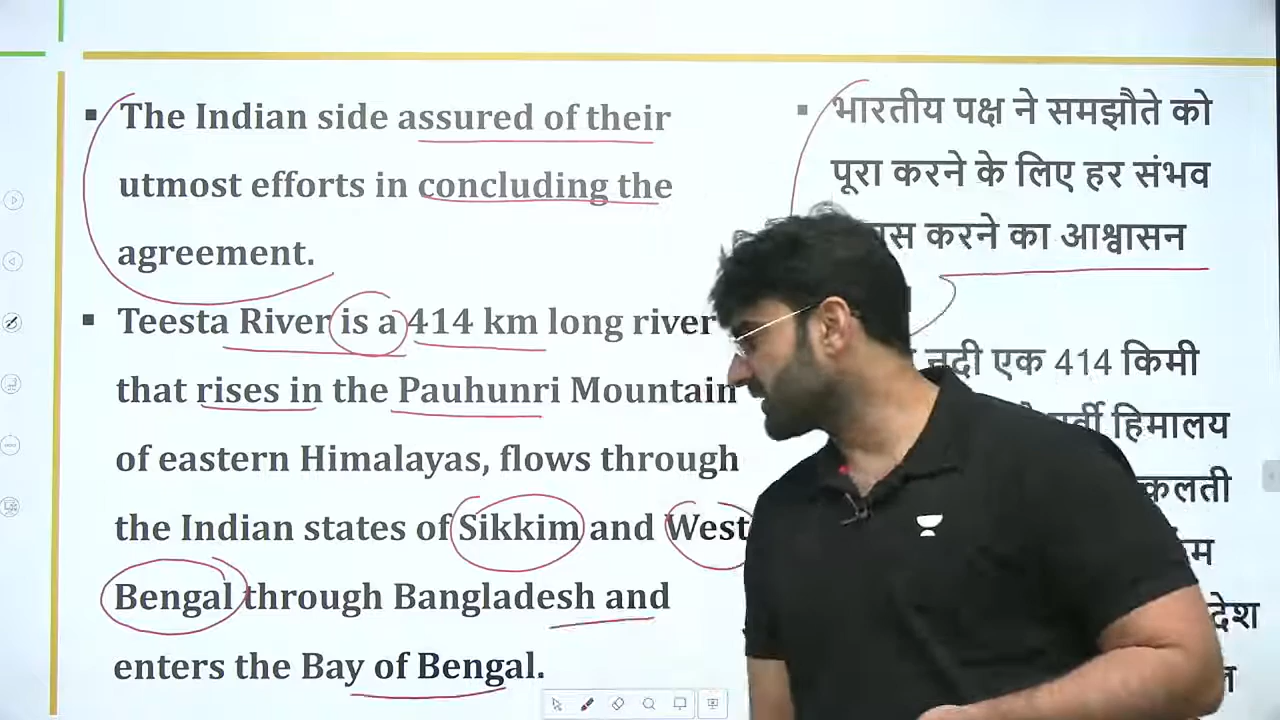 The Indian side assured of their
utmost efforts in concluding the
agreement.
Teesta River is a 414 km long river
that rises in the Pauhunri Mountain
of eastern Himalayas, flows through
the Indian states of Sikkim and West
Bengal through Bangladesh and
enters the Bay of Bengal.
भारतीय पक्ष ने समझौते को
पूरा करने के लिए हर संभव
करने का आश्वासन
नदी एक 414 किमी
हिमालय